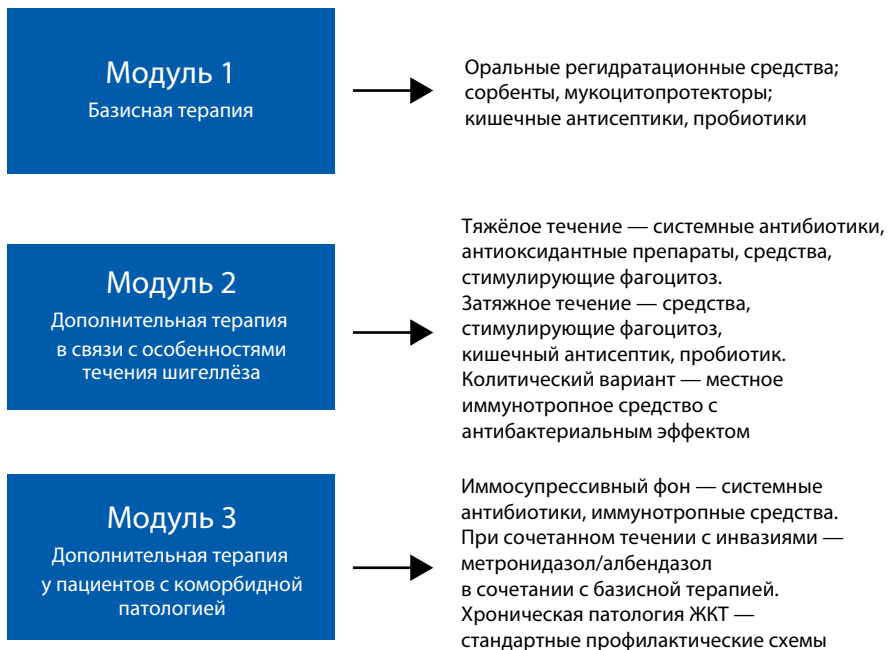 Модуль 1
Базисная терапия
Оральные регидратационные средства;
сорбенты, мукоцитопротекторы;
кишечные антисептики, пробиотики
Модуль 2
Дополнительная терапия
в связи с особенностями
течения шигеллёза
Тяжёлое течение — системные антибиотики,
антиоксидантные препараты, средства,
стимулирующие фагоцитоз.
Затяжное течение — средства,
стимулирующие фагоцитоз,
кишечный антисептик, пробиотик.
Колитический вариант — местное
иммунотропное средство с
антибактериальным эффектом
Модуль 3
Дополнительная терапия
у пациентов с коморбидной
патологией
Иммосупрессивный фон — системные
антибиотики, иммунотропные средства.
При сочетанном течении с инвазиями —
метронидазол/албендазол
в сочетании с базисной терапией.
Хроническая патология ЖКТ —
стандартные профилактические схемы